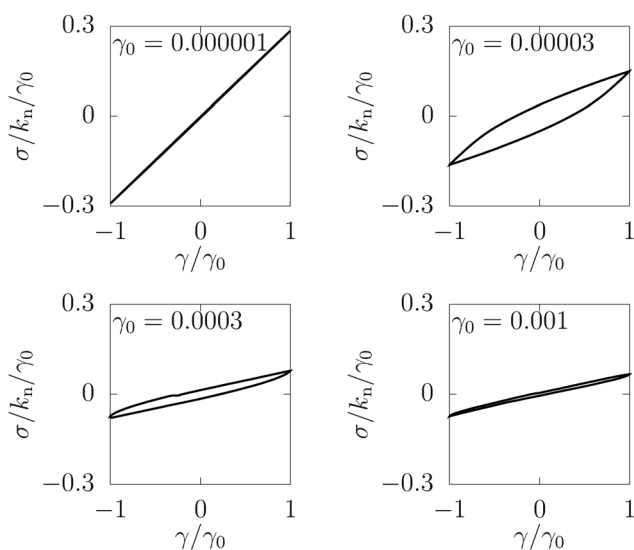 0.3
γ₀ = 0.000001
0
−0.3
σ/kₙ/γ₀
−1 0 1
γ/γ₀
0.3
γ₀ = 0.00003
0
−0.3
σ/kₙ/γ₀
−1 0 1
γ/γ₀
0.3
γ₀ = 0.0003
0
−0.3
σ/kₙ/γ₀
−1 0 1
γ/γ₀
0.3
γ₀ = 0.001
0
−0.3
σ/kₙ/γ₀
−1 0 1
γ/γ₀